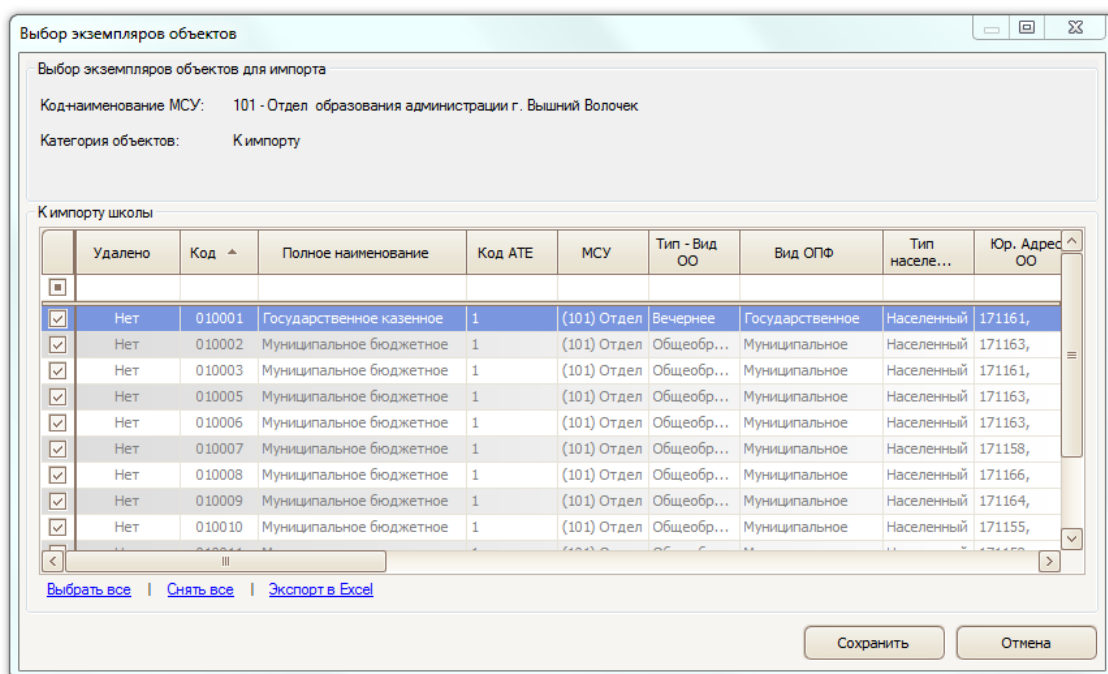 Выбор экземпляров объектов
Выбор экземпляров объектов для импорта
Код+наименование МСУ: 101 - Отдел образования администрации г. Вышний Волочек
Категория объектов: К импорту
К импорту школы
Удалено Код Полное наименование Код АТЕ МСУ Тип - Вид ОО Вид ОПФ Тип населе... Юр. Адрес ОО
Нет 010001 Государственное казенное 1 (101) Отдел Вечернее Государственное Населенный 171161,
Нет 010002 Муниципальное бюджетное 1 (101) Отдел Общеобр... Муниципальное Населенный 171163,
Нет 010003 Муниципальное бюджетное 1 (101) Отдел Общеобр... Муниципальное Населенный 171161,
Нет 010005 Муниципальное бюджетное 1 (101) Отдел Общеобр... Муниципальное Населенный 171163,
Нет 010006 Муниципальное бюджетное 1 (101) Отдел Общеобр... Муниципальное Населенный 171163,
Нет 010007 Муниципальное бюджетное 1 (101) Отдел Общеобр... Муниципальное Населенный 171158,
Нет 010008 Муниципальное бюджетное 1 (101) Отдел Общеобр... Муниципальное Населенный 171166,
Нет 010009 Муниципальное бюджетное 1 (101) Отдел Общеобр... Муниципальное Населенный 171164,
Нет 010010 Муниципальное бюджетное 1 (101) Отдел Общеобр... Муниципальное Населенный 171155,
Выбрать все | Снять все | Экспорт в Excel
Сохранить Отмена